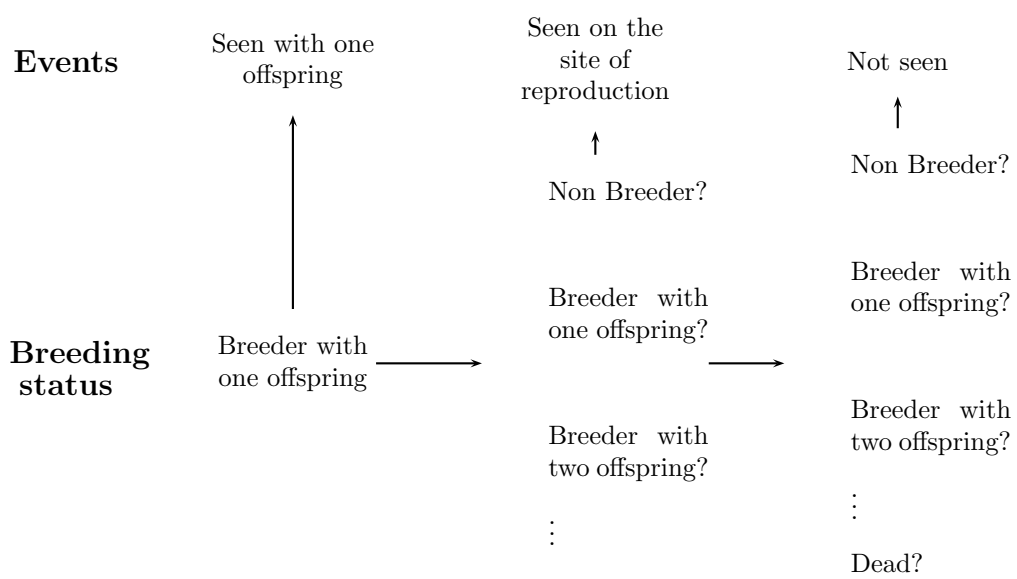 Events
Seen with one
offspring
Seen on the
site of
reproduction
Not seen
Non Breeder?
Non Breeder?
Breeding
status
Breeder with
one offspring
Breeder with
one offspring?
Breeder with
two offspring?
⋮
Breeder with
one offspring?
Breeder with
two offspring?
⋮
Dead?